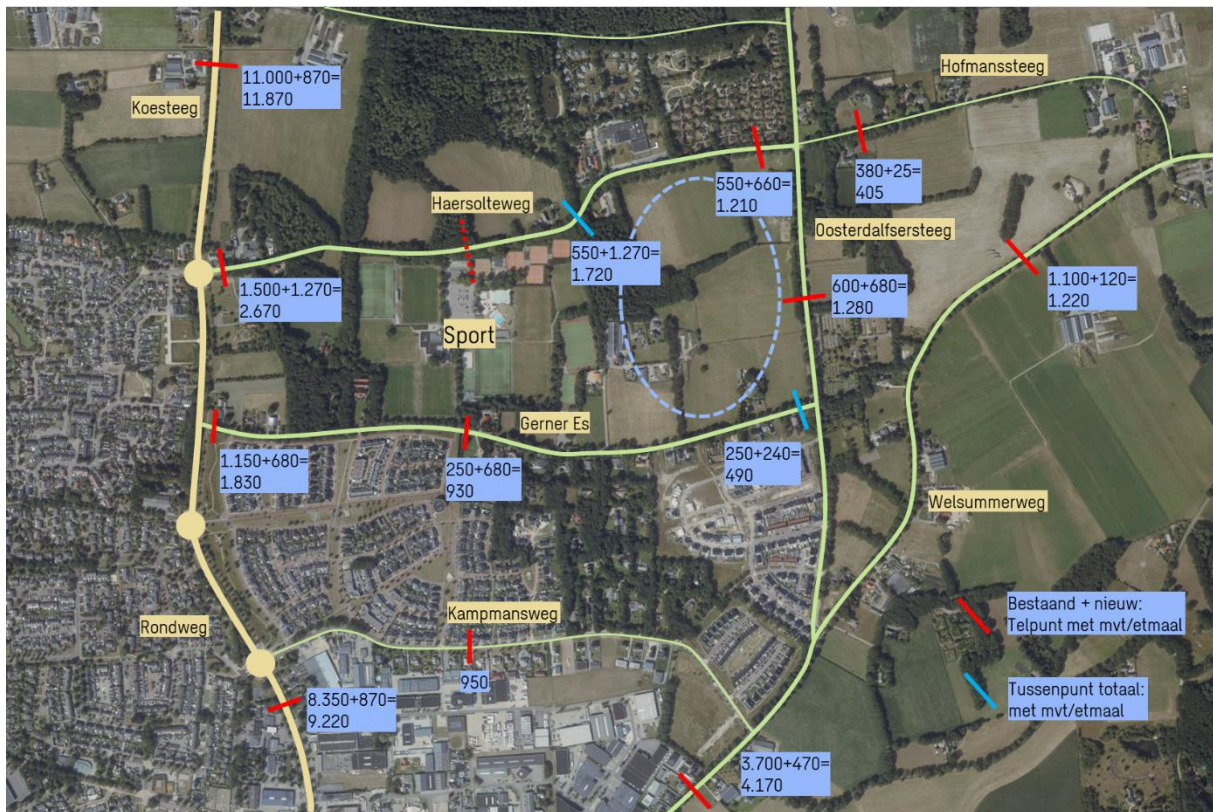 Hofmanssteeg
11.000+870=
11.870
Koesteeg
550+660=
1.210
380+25=
405
Haersolteweg
Oosterdalfsersteeg
550+1.270=
1.720
1.500+1.270=
2.670
600+680=
1.280
1.100+120=
1.220
Sport
Gerner Es
1.150+680=
1.830
250+680=
930
250+240=
490
Welsummerweg
Kampmansweg
Rondweg
Bestaand + nieuw:
Telpunt met mvt/etmaal
950
8.350+870=
9.220
Tussenpunt totaal:
met mvt/etmaal
3.700+470=
4.170